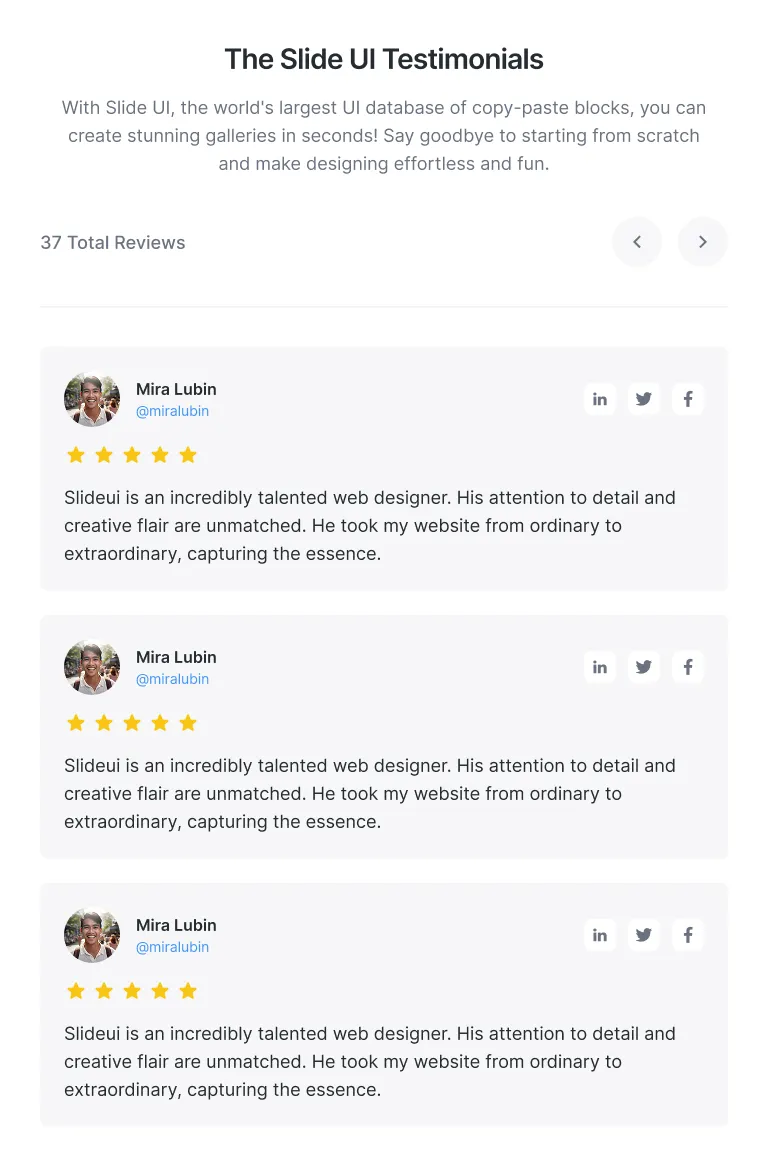 The Slide UI Testimonials
With Slide UI, the world's largest UI database of copy-paste blocks, you can
create stunning galleries in seconds! Say goodbye to starting from scratch
and make designing effortless and fun.
37 Total Reviews
Mira Lubin
@miralubin
Slideui is an incredibly talented web designer. His attention to detail and
creative flair are unmatched. He took my website from ordinary to
extraordinary, capturing the essence.
Mira Lubin
@miralubin
Slideui is an incredibly talented web designer. His attention to detail and
creative flair are unmatched. He took my website from ordinary to
extraordinary, capturing the essence.
Mira Lubin
@miralubin
Slideui is an incredibly talented web designer. His attention to detail and
creative flair are unmatched. He took my website from ordinary to
extraordinary, capturing the essence.